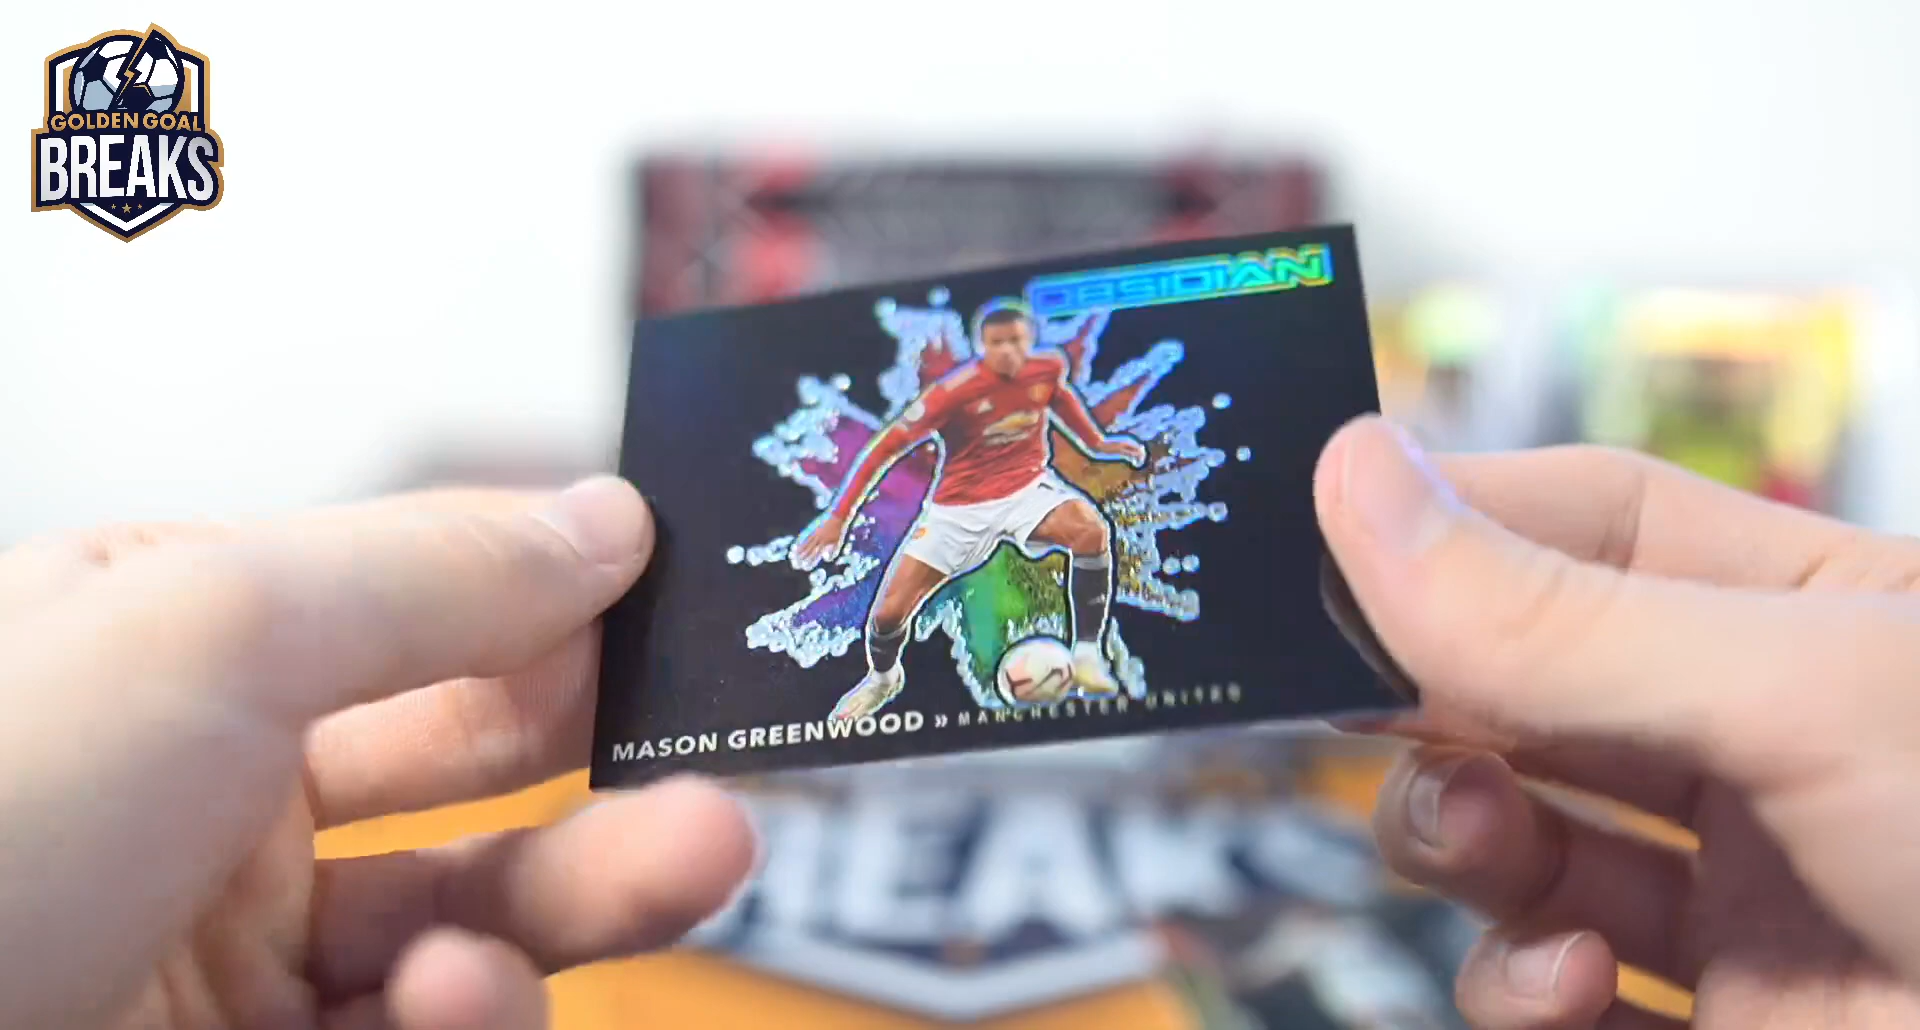 GOLDEN GOAL
BREAKS
OBSIDIAN
MASON GREENWOOD » MANCHESTER UNITED